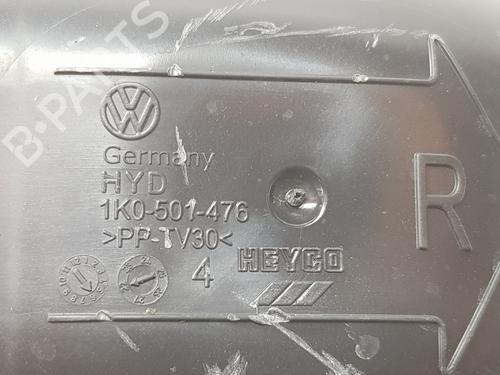 B-PARTS
Germany
HYD
1K0-501-476
>PP-TV30<
4
HEYCO
R